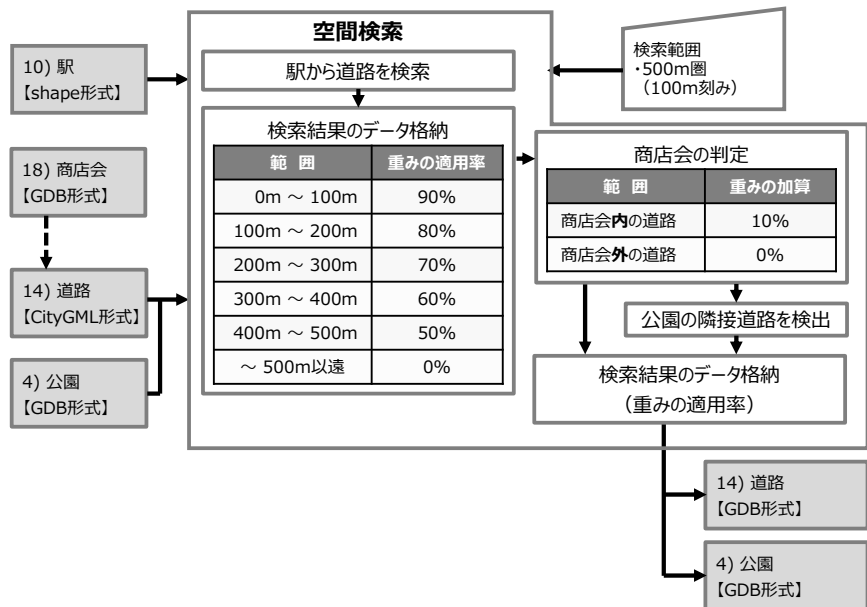 空間検索
10) 駅
【shape形式】
駅から道路を検索
検索範囲
・500m圏
（100m刻み）
18) 商店会
【GDB形式】
14) 道路
【CityGML形式】
4) 公園
【GDB形式】
検索結果のデータ格納
範 囲 重みの適用率
0m ～ 100m 90%
100m ～ 200m 80%
200m ～ 300m 70%
300m ～ 400m 60%
400m ～ 500m 50%
～ 500m以遠 0%
商店会の判定
範 囲 重みの加算
商店会内の道路 10%
商店会外の道路 0%
公園の隣接道路を検出
検索結果のデータ格納
（重みの適用率）
14) 道路
【GDB形式】
4) 公園
【GDB形式】